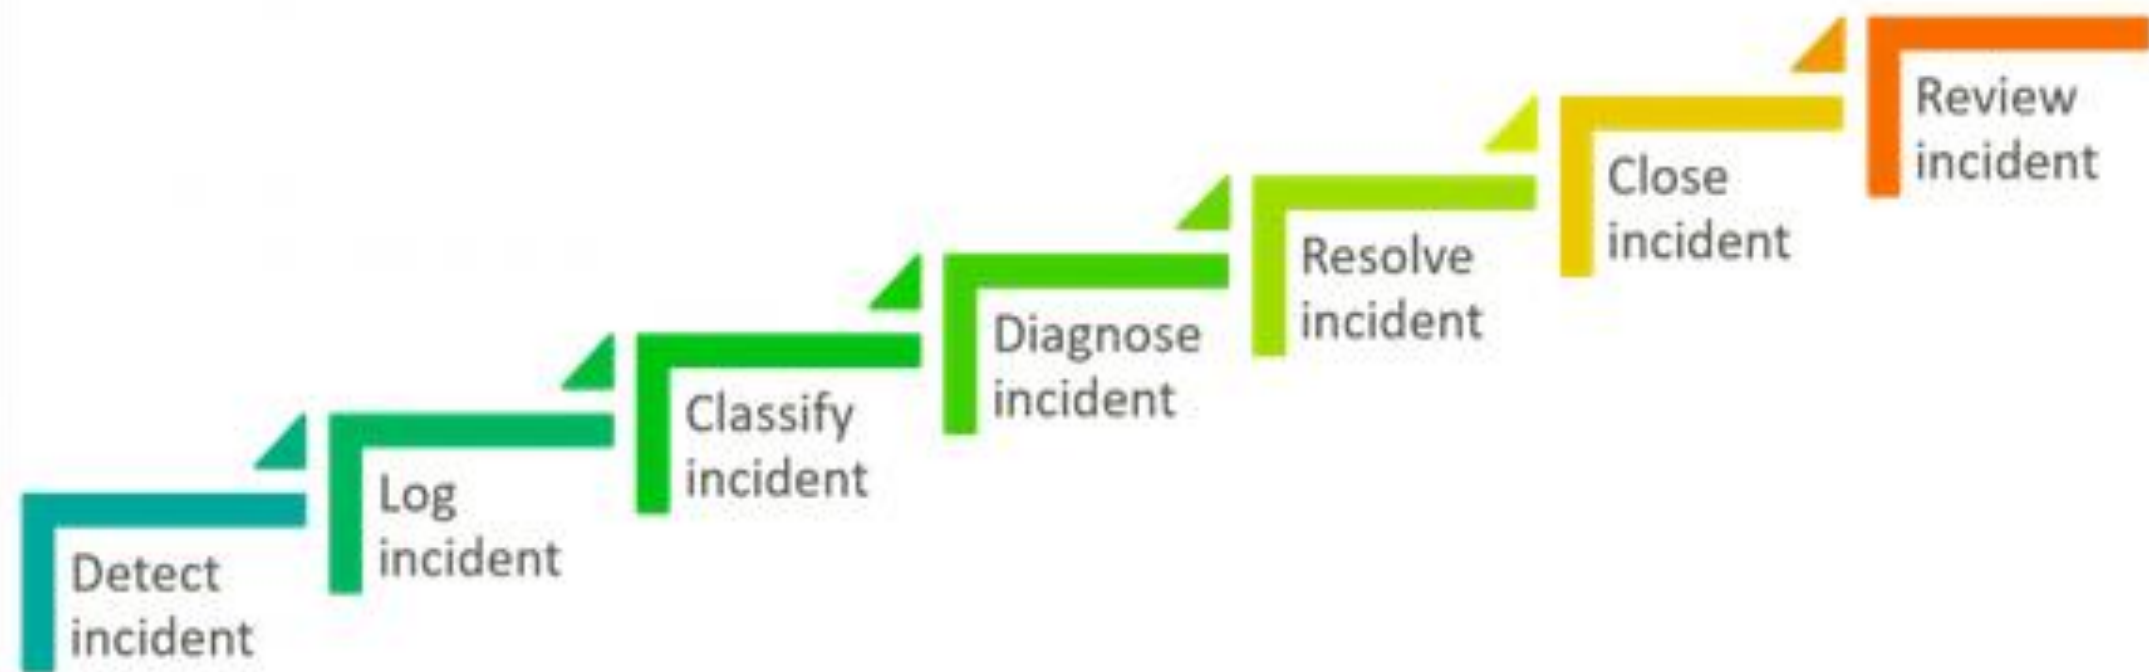 Detect
incident
Log
incident
Classify
incident
Diagnose
incident
Resolve
incident
Close
incident
Review
incident